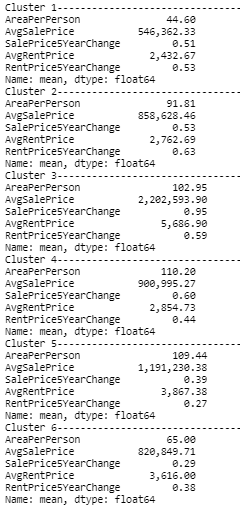 Cluster 1---------------------------------
AreaPerPerson 44.60
AvgSalePrice 546,362.33
SalePrice5YearChange 0.51
AvgRentPrice 2,432.67
RentPrice5YearChange 0.53
Name: mean, dtype: float64
Cluster 2---------------------------------
AreaPerPerson 91.81
AvgSalePrice 858,628.46
SalePrice5YearChange 0.53
AvgRentPrice 2,762.69
RentPrice5YearChange 0.63
Name: mean, dtype: float64
Cluster 3---------------------------------
AreaPerPerson 102.95
AvgSalePrice 2,202,593.90
SalePrice5YearChange 0.95
AvgRentPrice 5,686.90
RentPrice5YearChange 0.59
Name: mean, dtype: float64
Cluster 4---------------------------------
AreaPerPerson 110.20
AvgSalePrice 900,995.27
SalePrice5YearChange 0.60
AvgRentPrice 2,854.73
RentPrice5YearChange 0.44
Name: mean, dtype: float64
Cluster 5---------------------------------
AreaPerPerson 109.44
AvgSalePrice 1,191,230.38
SalePrice5YearChange 0.39
AvgRentPrice 3,867.38
RentPrice5YearChange 0.27
Name: mean, dtype: float64
Cluster 6---------------------------------
AreaPerPerson 65.00
AvgSalePrice 820,849.71
SalePrice5YearChange 0.29
AvgRentPrice 3,616.00
RentPrice5YearChange 0.38
Name: mean, dtype: float64